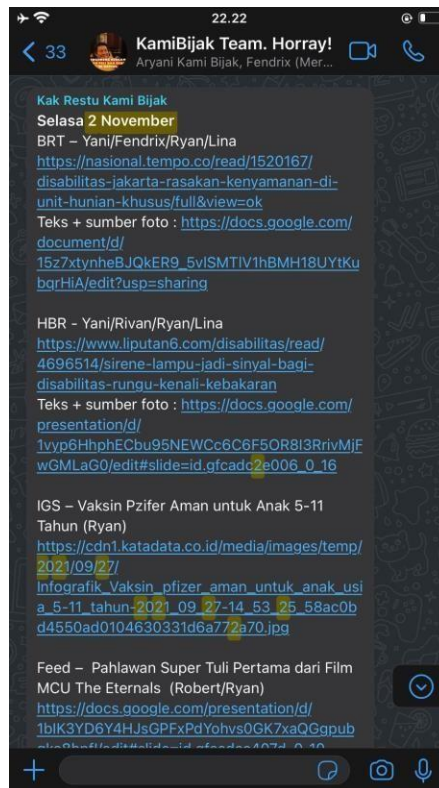 22.22
33
KamiBijak Team. Horray!
Aryani Kami Bijak, Fendrix (Mer...
Kak Restu Kami Bijak
Selasa 2 November
BRT – Yani/Fendrix/Ryan/Lina
https://nasional.tempo.co/read/1520167/
disabilitas-jakarta-rasakan-kenyamanan-di-
unit-hunian-khusus/full&view=ok
Teks + sumber foto : https://docs.google.com/
document/d/
15z7xtynheBJQkER9_5vISMTlV1hBMH18UYtKu
bqrHiA/edit?usp=sharing
HBR - Yani/Rivan/Ryan/Lina
https://www.liputan6.com/disabilitas/read/
4696514/sirene-lampu-jadi-sinyal-bagi-
disabilitas-rungu-kenali-kebakaran
Teks + sumber foto : https://docs.google.com/
presentation/d/
1vyp6HhphECbu95NEWCc6C6F5OR8I3RrivMjF
wGMLaG0/edit#slide=id.gfcadc2e006_0_16
IGS – Vaksin Pzifer Aman untuk Anak 5-11
Tahun (Ryan)
https://cdn1.katadata.co.id/media/images/temp/
2021/09/27/
Infografik_Vaksin_pfizer_aman_untuk_anak_usi
a_5-11_tahun-2021_09_27-14_53_25_58ac0b
d4550ad0104630331d6a772a70.jpg
Feed – Pahlawan Super Tuli Pertama dari Film
MCU The Eternals  (Robert/Ryan)
https://docs.google.com/presentation/d/
1bIK3YD6Y4HJsGPFxPdYohvs0GK7xaQGgpub